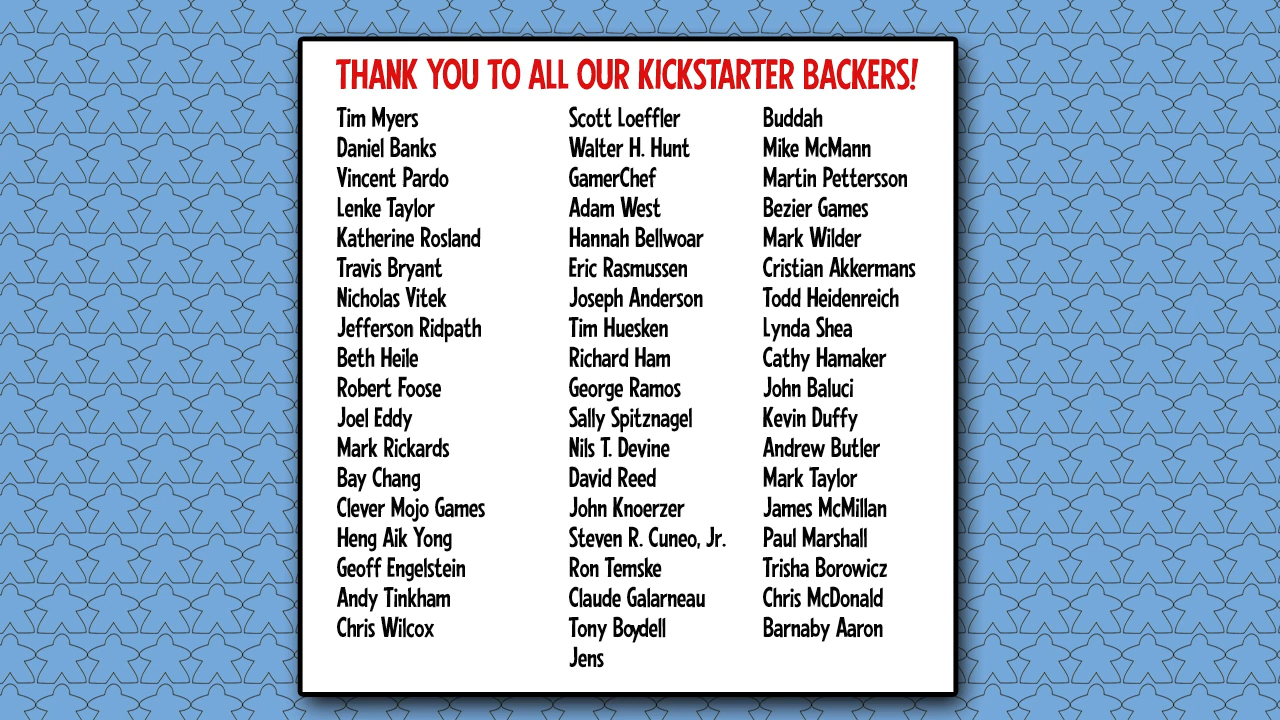 THANK YOU TO ALL OUR KICKSTARTER BACKERS!
Tim Myers
Daniel Banks
Vincent Pardo
Lenke Taylor
Katherine Rosland
Travis Bryant
Nicholas Vitek
Jefferson Ridpath
Beth Heile
Robert Foose
Joel Eddy
Mark Rickards
Bay Chang
Clever Mojo Games
Heng Aik Yong
Geoff Engelstein
Andy Tinkham
Chris Wilcox
Scott Loeffler
Walter H. Hunt
GamerChef
Adam West
Hannah Bellwoar
Eric Rasmussen
Joseph Anderson
Tim Huesken
Richard Ham
George Ramos
Sally Spitznagel
Nils T. Devine
David Reed
John Knoerzer
Steven R. Cuneo, Jr.
Ron Temske
Claude Galarneau
Tony Boydell
Jens
Buddah
Mike McMann
Martin Pettersson
Bezier Games
Mark Wilder
Cristian Akkermans
Todd Heidenreich
Lynda Shea
Cathy Hamaker
John Baluci
Kevin Duffy
Andrew Butler
Mark Taylor
James McMillan
Paul Marshall
Trisha Borowicz
Chris McDonald
Barnaby Aaron